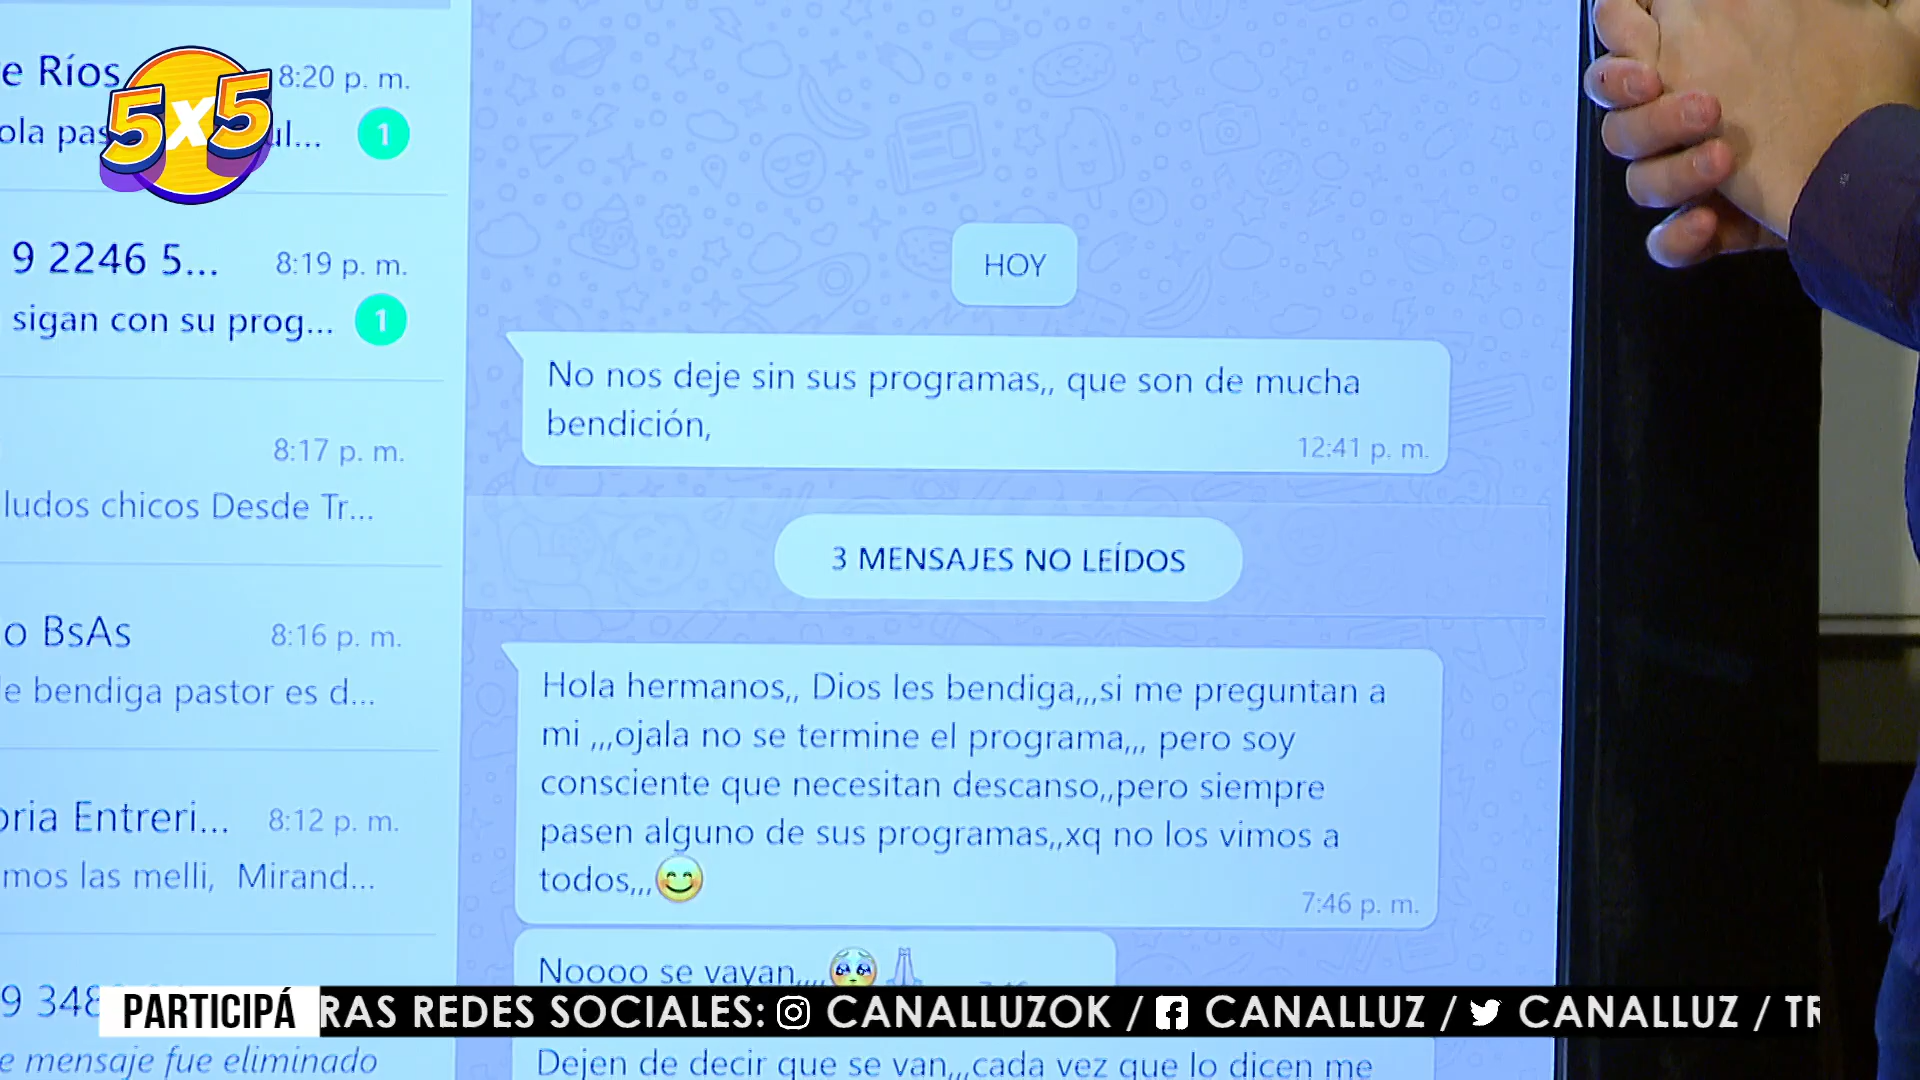 e Ríos
8:20 p. m.
ola pas
ul...
1
5x5
9 2246 5...
8:19 p. m.
sigan con su prog...
1
8:17 p. m.
ludos chicos Desde Tr...
o BsAs
8:16 p. m.
e bendiga pastor es d...
oria Entreri...
8:12 p. m.
mos las melli, Mirand...
9 348
e mensaje fue eliminado
HOY
No nos deje sin sus programas,, que son de mucha
bendición,
12:41 p. m.
3 MENSAJES NO LEÍDOS
Hola hermanos,, Dios les bendiga,,,si me preguntan a
mi ,,,ojala no se termine el programa,,, pero soy
consciente que necesitan descanso,,pero siempre
pasen alguno de sus programas,,xq no los vimos a
todos,,,😊
7:46 p. m.
Noooo se vayan,,,,🥺🙏
PARTICIPÁ
RAS REDES SOCIALES: CANALLUZOK / CANALLUZ / CANALLUZ / TR
Dejen de decir que se van,,,cada vez que lo dicen me